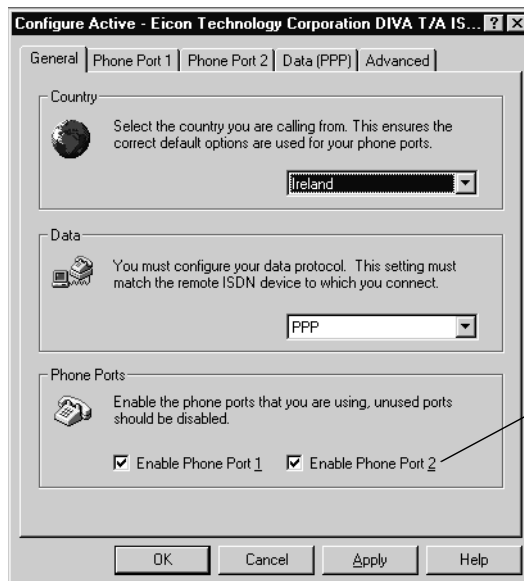 Configure Active - Eicon Technology Corporation DIVA T/A IS...
General Phone Port 1 Phone Port 2 Data (PPP) Advanced
Country
Select the country you are calling from. This ensures the
correct default options are used for your phone ports.
Ireland
Data
You must configure your data protocol. This setting must
match the remote ISDN device to which you connect.
PPP
Phone Ports
Enable the phone ports that you are using, unused ports
should be disabled.
Enable Phone Port 1 Enable Phone Port 2
OK Cancel Apply Help